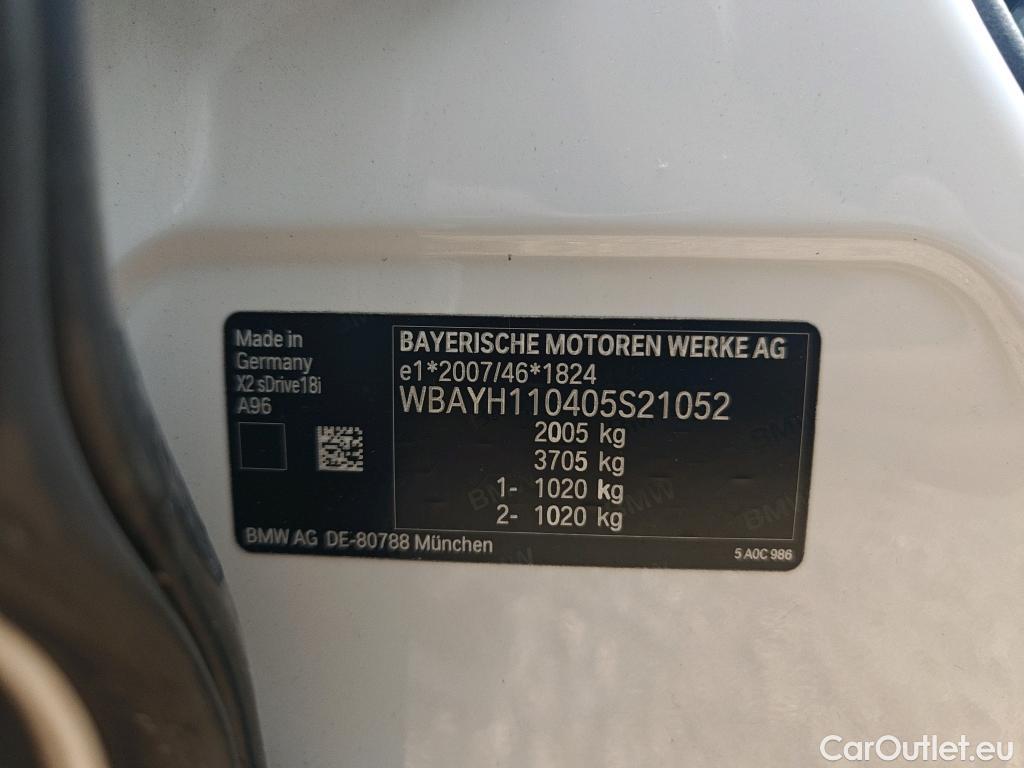 Made in
Germany
X2 sDrive18i
A96
BAYERISCHE MOTOREN WERKE AG
e1*2007/46*1824
WBAYH110405S21052
2005 kg
3705 kg
1- 1020 kg
2- 1020 kg
BMW AG DE-80788 München
5 A0C 986
CarOutlet.eu